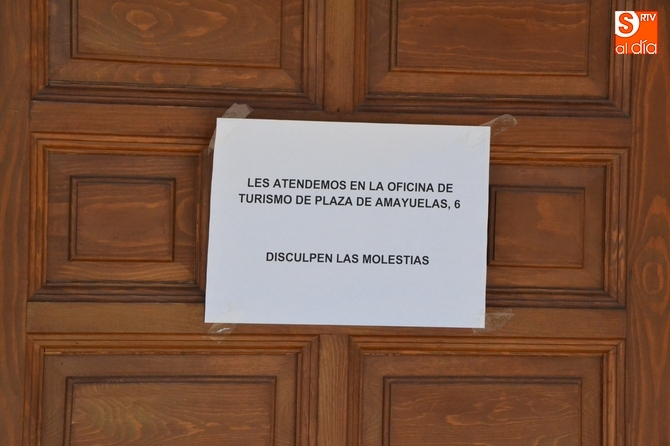 S RTV
al día
LES ATENDEMOS EN LA OFICINA DE
TURISMO DE PLAZA DE AMAYUELAS, 6
DISCULPEN LAS MOLESTIAS